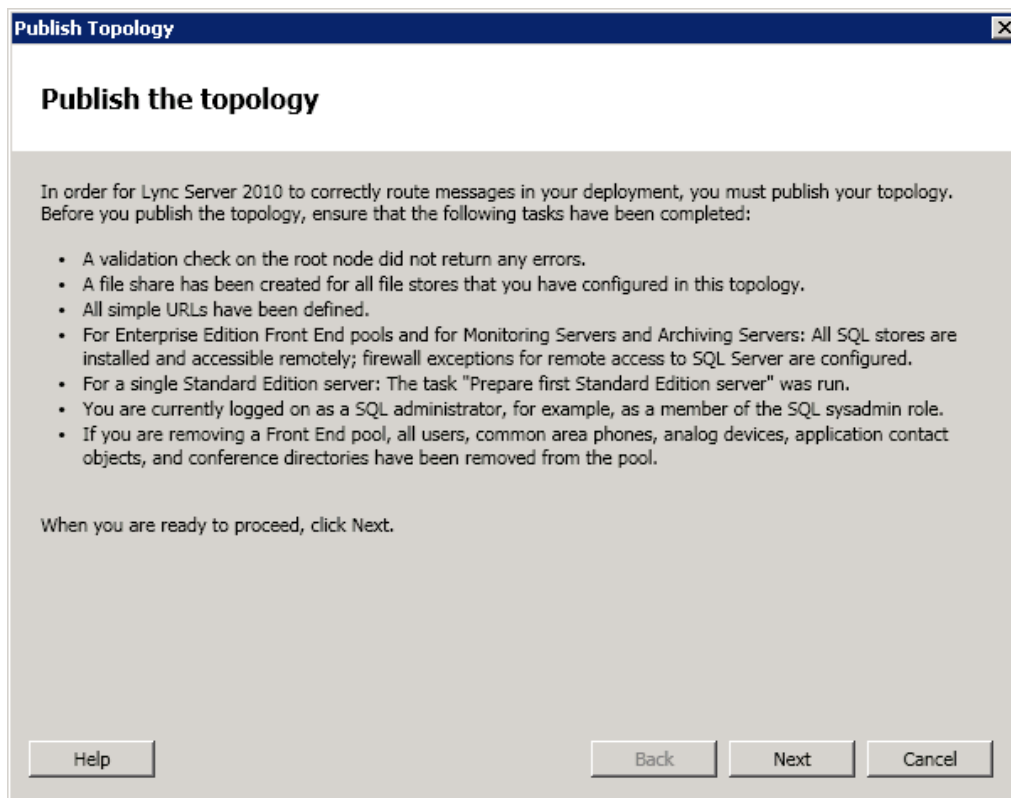 Publish Topology
Publish the topology
In order for Lync Server 2010 to correctly route messages in your deployment, you must publish your topology.
Before you publish the topology, ensure that the following tasks have been completed:
• A validation check on the root node did not return any errors.
• A file share has been created for all file stores that you have configured in this topology.
• All simple URLs have been defined.
• For Enterprise Edition Front End pools and for Monitoring Servers and Archiving Servers: All SQL stores are
installed and accessible remotely; firewall exceptions for remote access to SQL Server are configured.
• For a single Standard Edition server: The task "Prepare first Standard Edition server" was run.
• You are currently logged on as a SQL administrator, for example, as a member of the SQL sysadmin role.
• If you are removing a Front End pool, all users, common area phones, analog devices, application contact
objects, and conference directories have been removed from the pool.
When you are ready to proceed, click Next.
Help Back Next Cancel